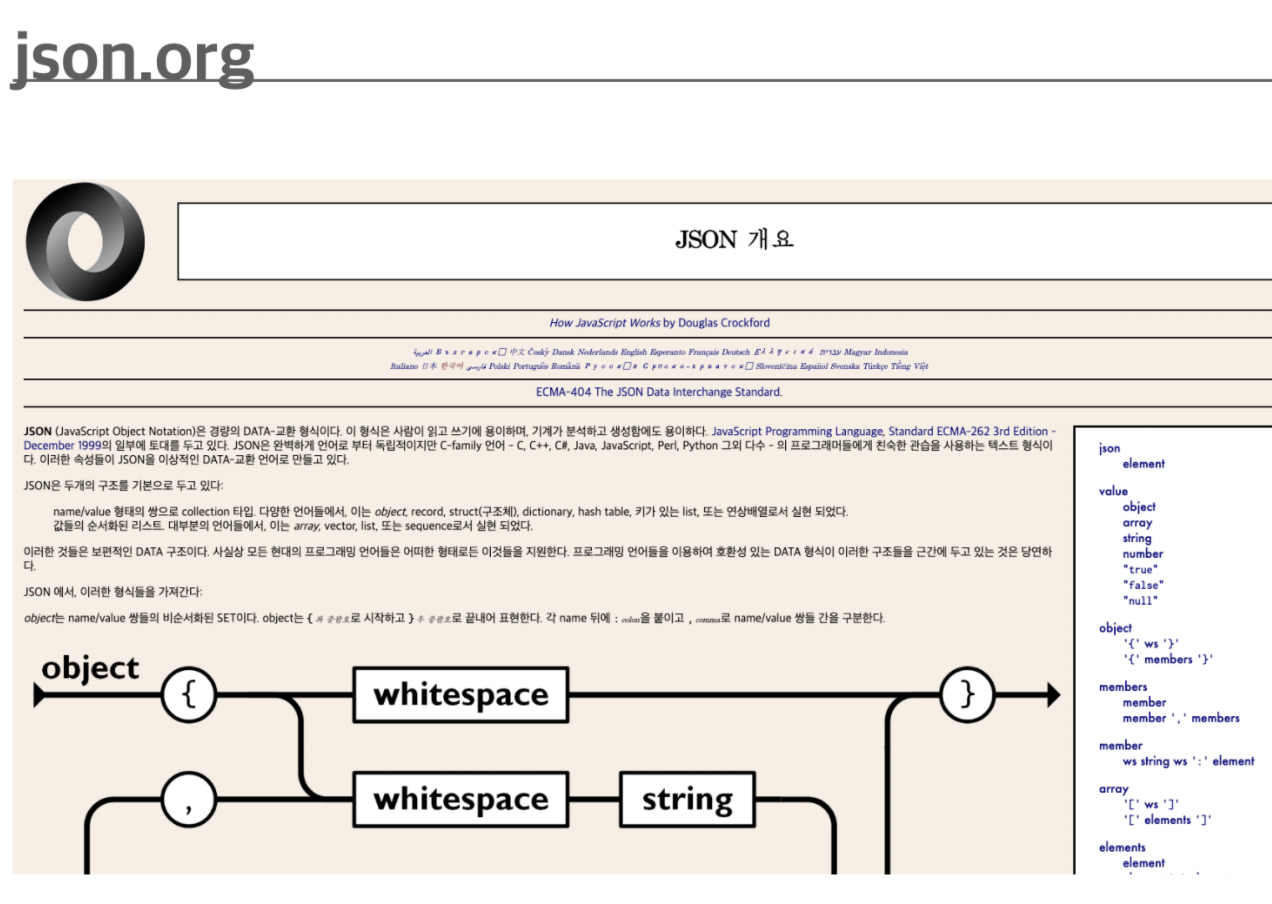 json.org
JSON 개요
How JavaScript Works by Douglas Crockford
العربية 中文 Český Dansk Nederlands English Esperanto Français Deutsch Ελληνικά עברית Magyar Indonesia
Italiano 日本 한국어 فارسی Polski Português Română Slovenščina Español Svenska Türkçe Tiếng Việt
ECMA-404 The JSON Data Interchange Standard.
JSON (JavaScript Object Notation)은 경량의 DATA-교환 형식이다. 이 형식은 사람이 읽고 쓰기에 용이하며, 기계가 분석하고 생성함에도 용이하다. JavaScript Programming Language, Standard ECMA-262 3rd Edition -
December 1999의 일부에 토대를 두고 있다. JSON은 완벽하게 언어로 부터 독립적이지만 C-family 언어 - C, C++, C#, Java, JavaScript, Perl, Python 그외 다수 - 의 프로그래머들에게 친숙한 관습을 사용하는 텍스트 형식이
다. 이러한 속성들이 JSON을 이상적인 DATA-교환 언어로 만들고 있다.
JSON은 두개의 구조를 기본으로 두고 있다:
name/value 형태의 쌍으로 collection 타입. 다양한 언어들에서, 이는 object, record, struct(구조체), dictionary, hash table, 키가 있는 list, 또는 연상배열로서 실현 되었다.
값들의 순서화된 리스트. 대부분의 언어들에서, 이는 array, vector, list, 또는 sequence로서 실현 되었다.
이러한 것들은 보편적인 DATA 구조이다. 사실상 모든 현대의 프로그래밍 언어들은 어떠한 형태로든 이것들을 지원한다. 프로그래밍 언어들을 이용하여 호환성 있는 DATA 형식이 이러한 구조들을 근간에 두고 있는 것은 당연하
다.
JSON 에서, 이러한 형식들을 가져간다:
object는 name/value 쌍들의 비순서화된 SET이다. object는 { 좌 중괄호로 시작하고 } 우 중괄호로 끝내어 표현한다. 각 name 뒤에 : colon을 붙이고 , comma로 name/value 쌍들 간을 구분한다.
object
{ whitespace }
, whitespace string
json
element
value
object
array
string
number
"true"
"false"
"null"
object
'{' ws '}'
'{' members '}'
members
member
member ',' members
member
ws string ws ':' element
array
'[' ws ']'
'[' elements ']'
elements
element